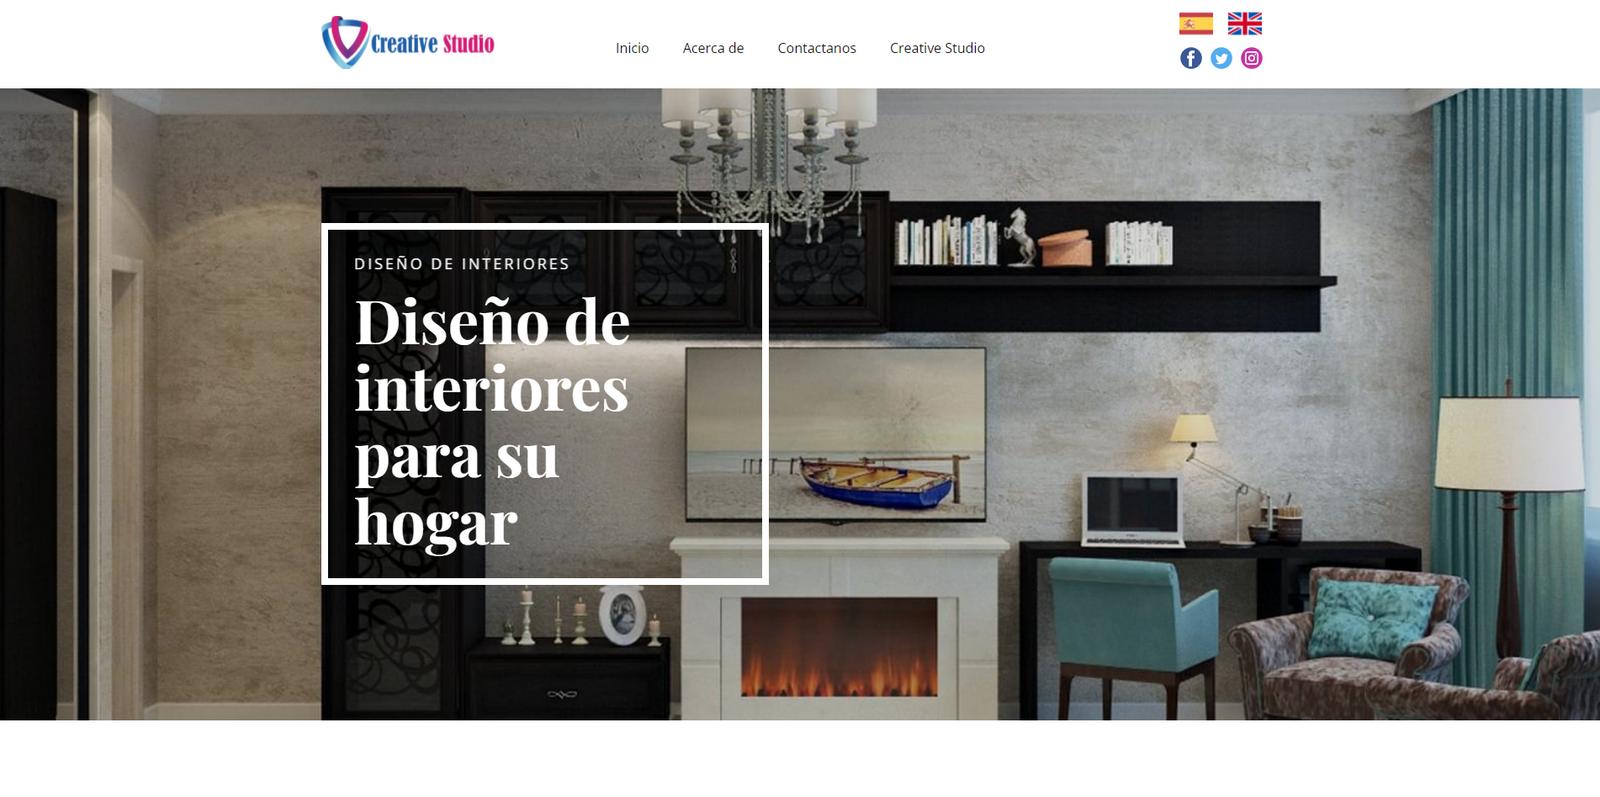 Creative Studio
Inicio
Acerca de
Contactanos
Creative Studio
DISEÑO DE INTERIORES
Diseño de
interiores
para su
hogar